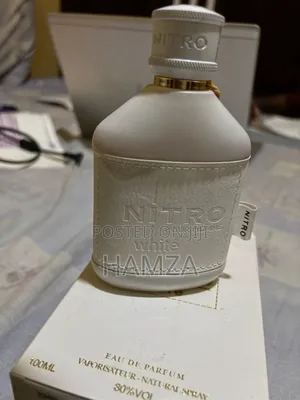 NITRO
NITRO
white
NITRO
POSTED ON JIJI
HAMZA
EAU DE PARFUM
100ML
VAPORISATEUR - NATURAL SPRAY
80%VOL